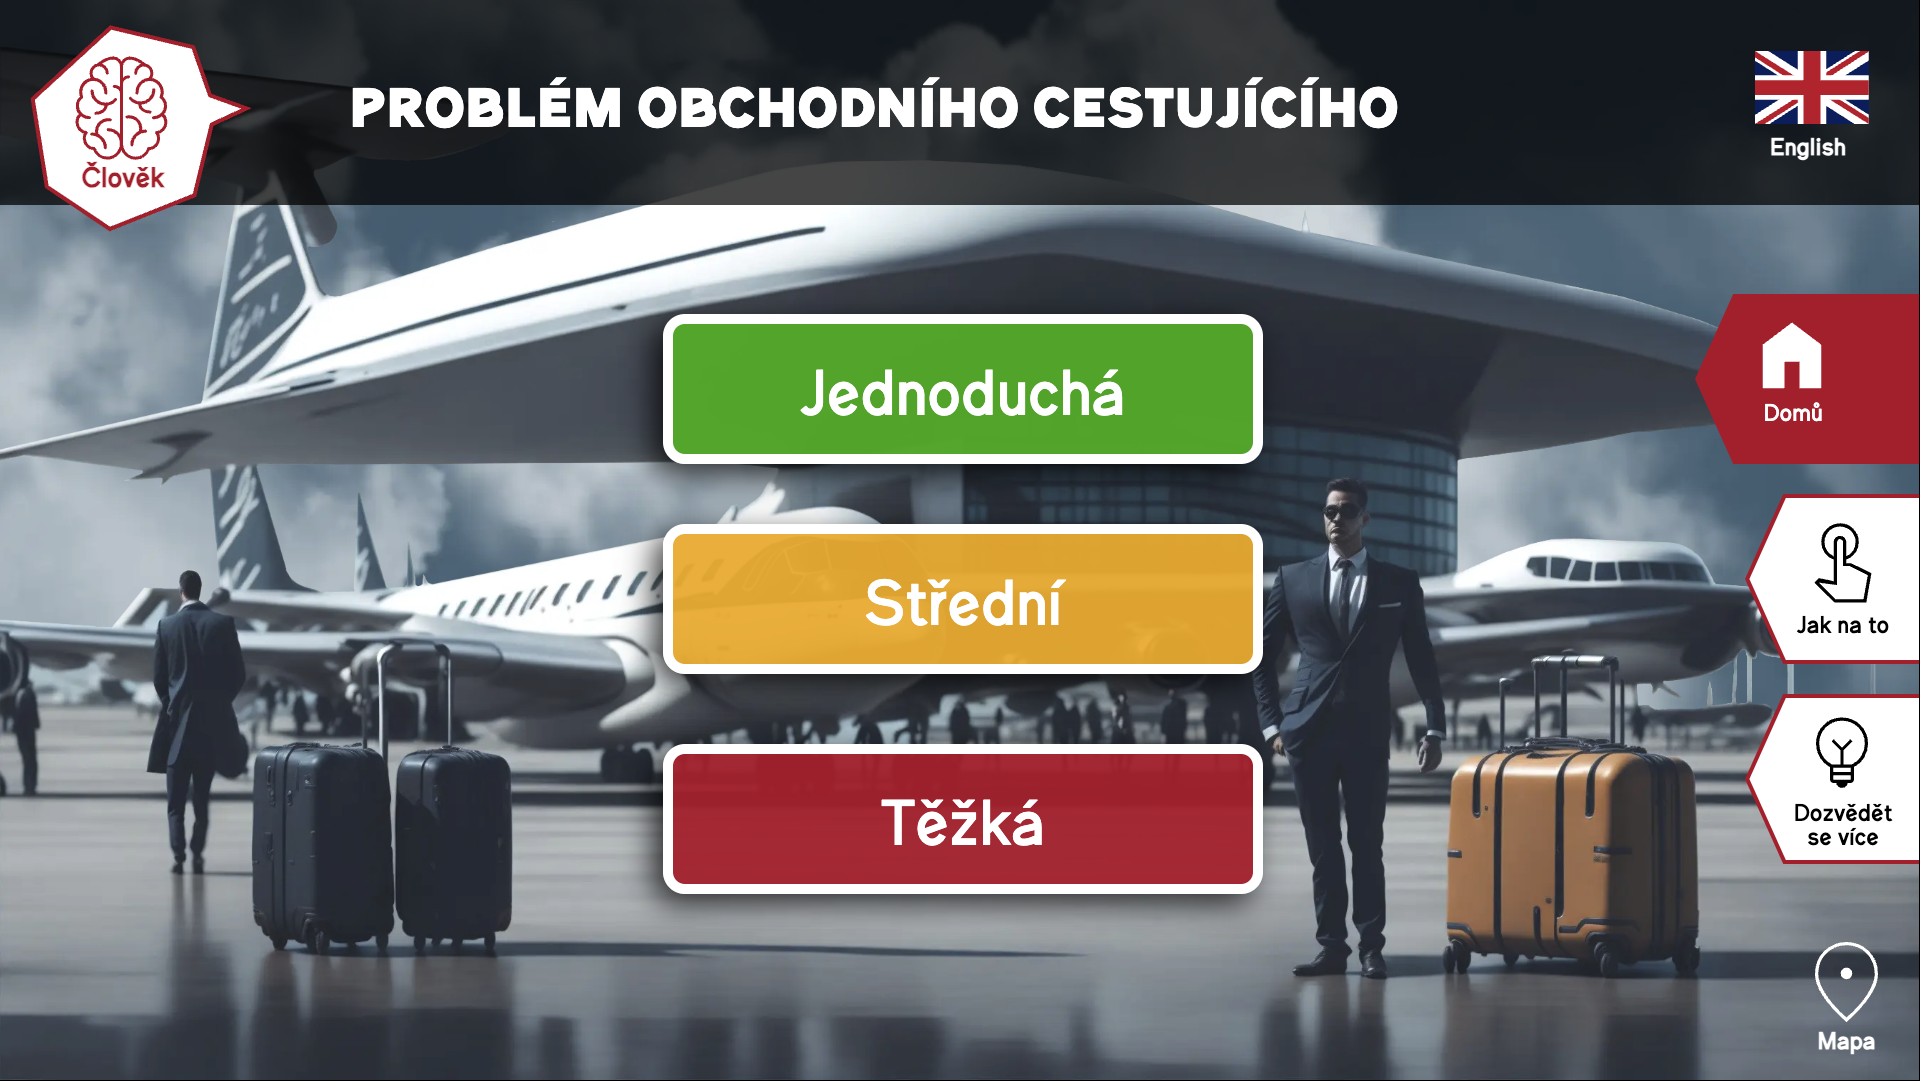 Člověk
PROBLÉM OBCHODNÍHO CESTUJÍCÍHO
English
Jednoduchá
Střední
Těžká
Domů
Jak na to
Dozvědět
se více
Mapa